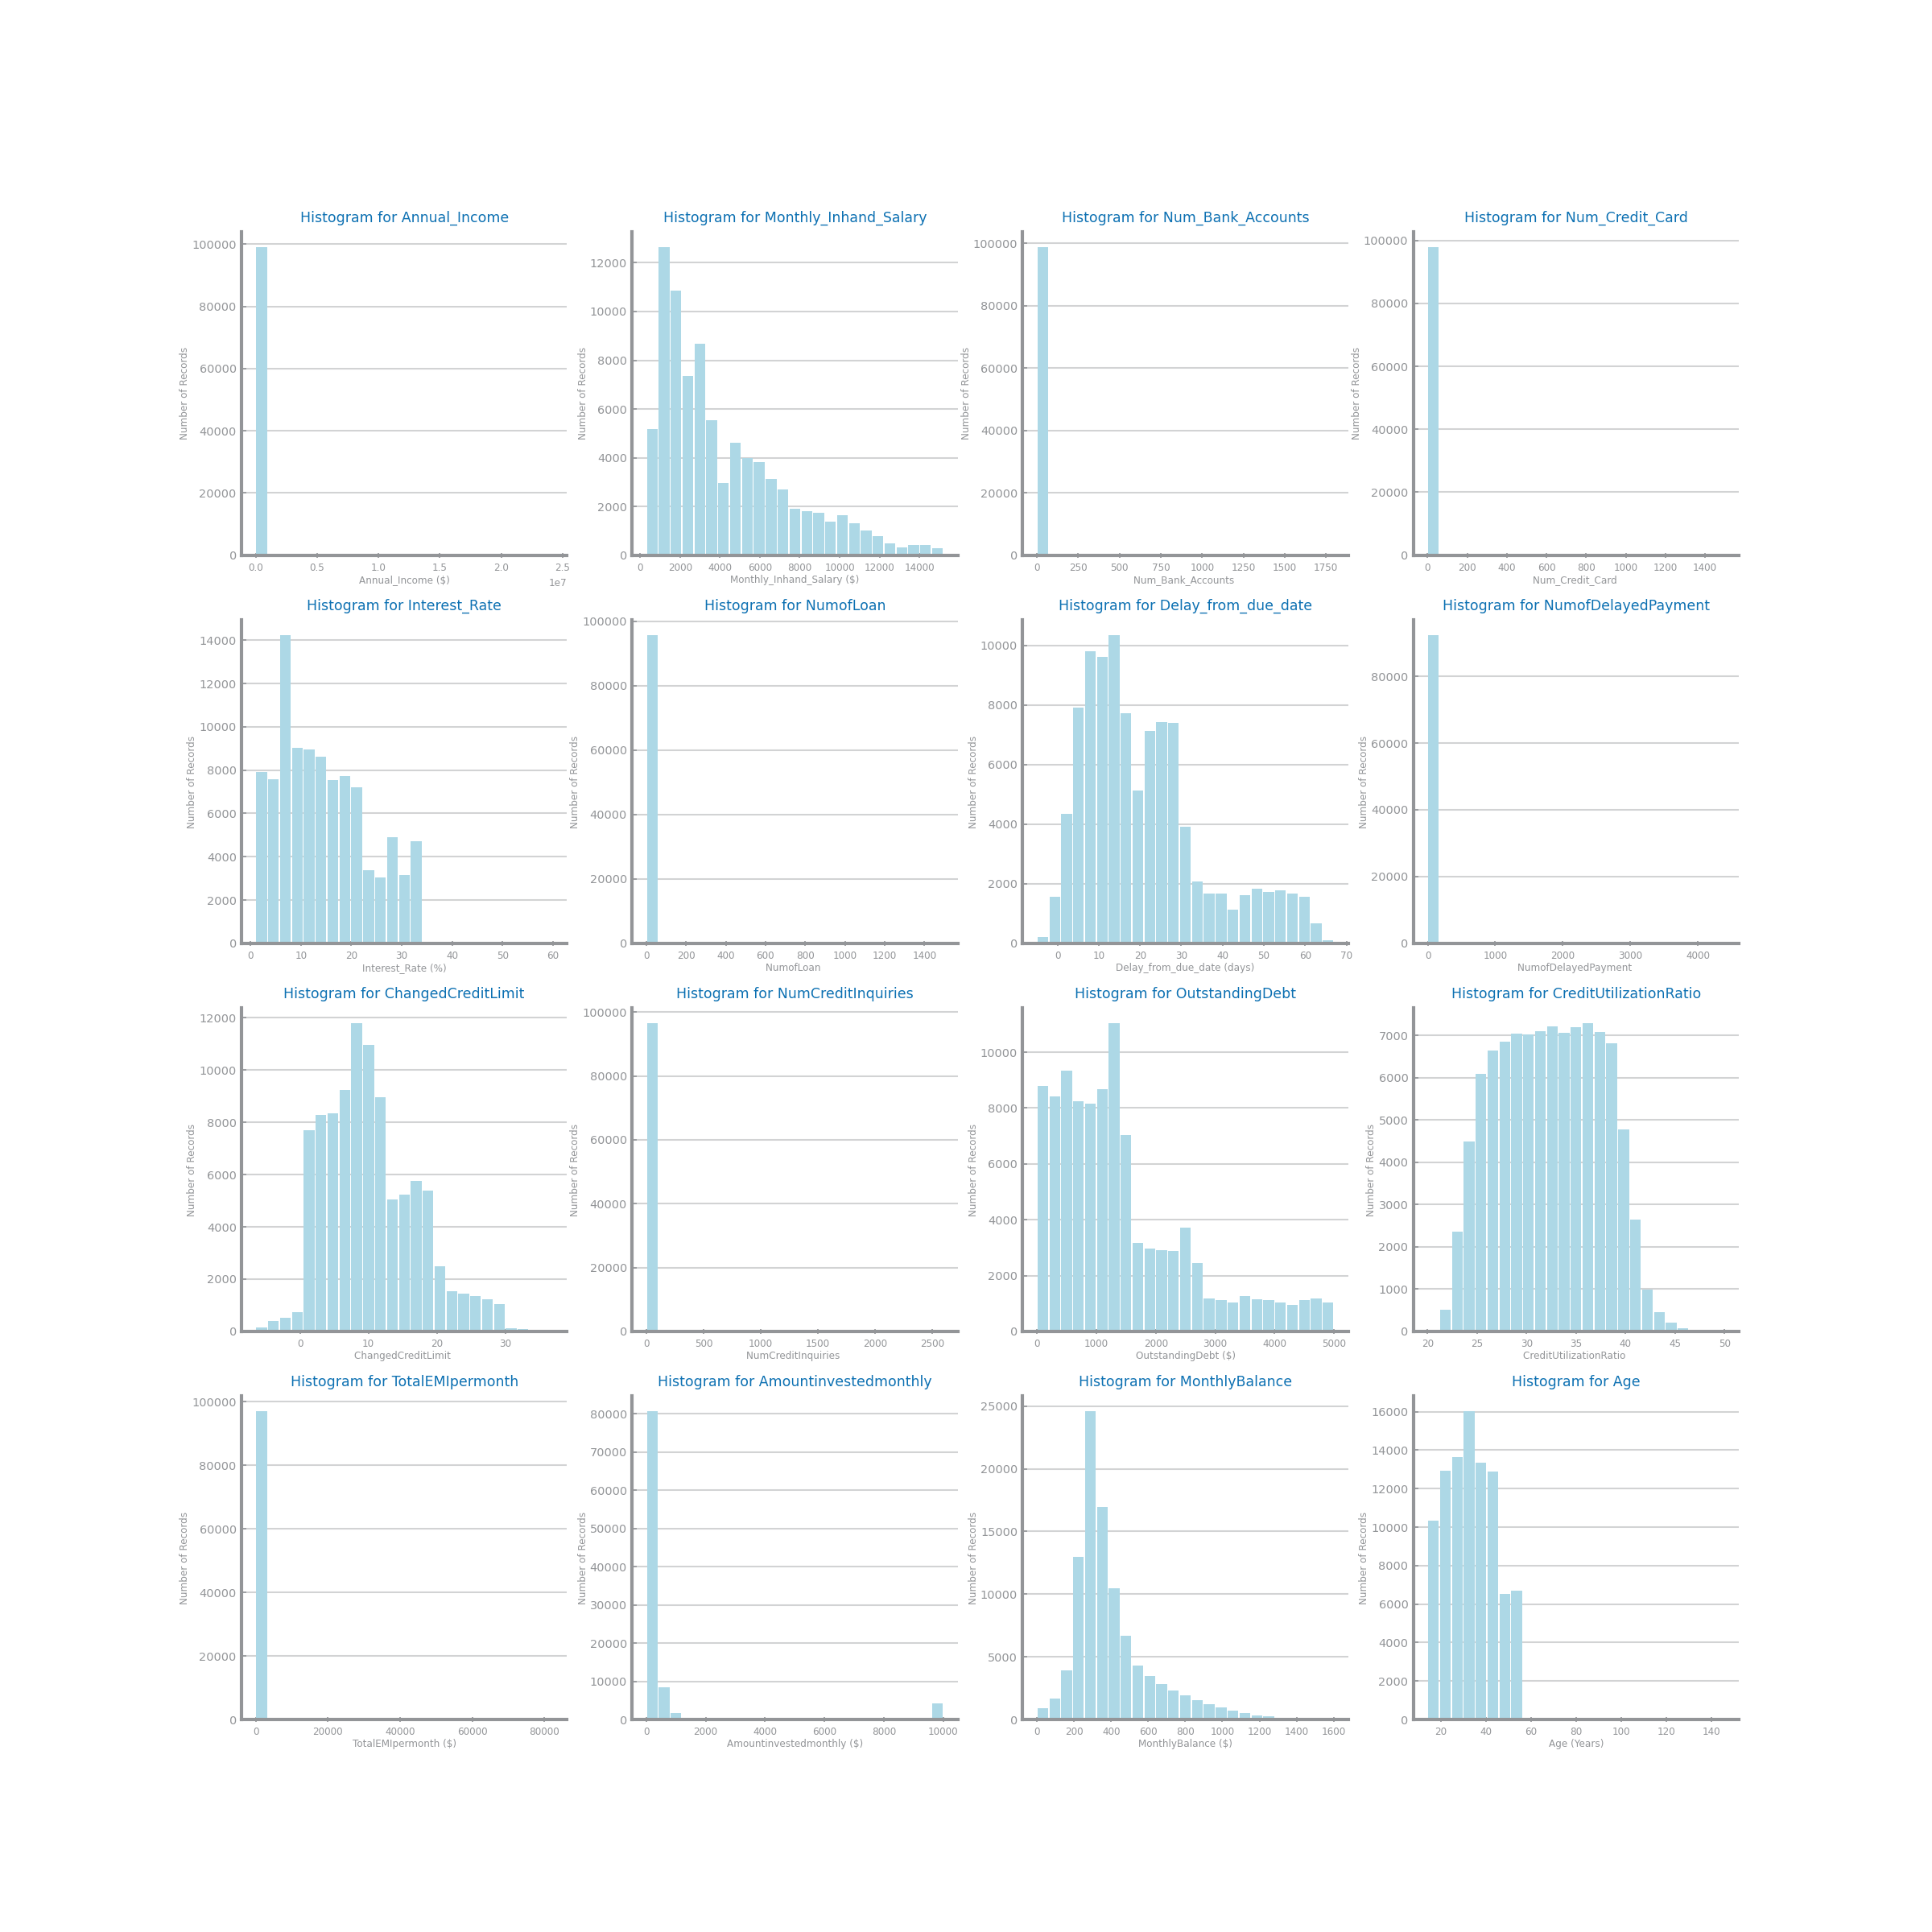 Histogram for Annual_Income
Number of Records
100000
80000
60000
40000
20000
0
0.0 0.5 1.0 1.5 2.0 2.5
Annual_Income ($)
1e7
Histogram for Monthly_Inhand_Salary
Number of Records
12000
10000
8000
6000
4000
2000
0
0 2000 4000 6000 8000 10000 12000 14000
Monthly_Inhand_Salary ($)
Histogram for Num_Bank_Accounts
Number of Records
100000
80000
60000
40000
20000
0
0 250 500 750 1000 1250 1500 1750
Num_Bank_Accounts
Histogram for Num_Credit_Card
Number of Records
100000
80000
60000
40000
20000
0
0 200 400 600 800 1000 1200 1400
Num_Credit_Card
Histogram for Interest_Rate
Number of Records
14000
12000
10000
8000
6000
4000
2000
0
0 10 20 30 40 50 60
Interest_Rate (%)
Histogram for NumofLoan
Number of Records
100000
80000
60000
40000
20000
0
0 200 400 600 800 1000 1200 1400
NumofLoan
Histogram for Delay_from_due_date
Number of Records
10000
8000
6000
4000
2000
0
0 10 20 30 40 50 60 70
Delay_from_due_date (days)
Histogram for NumofDelayedPayment
Number of Records
80000
60000
40000
20000
0
0 1000 2000 3000 4000
NumofDelayedPayment
Histogram for ChangedCreditLimit
Number of Records
12000
10000
8000
6000
4000
2000
0
0 10 20 30
ChangedCreditLimit
Histogram for NumCreditInquiries
Number of Records
100000
80000
60000
40000
20000
0
0 500 1000 1500 2000 2500
NumCreditInquiries
Histogram for OutstandingDebt
Number of Records
10000
8000
6000
4000
2000
0
0 1000 2000 3000 4000 5000
OutstandingDebt ($)
Histogram for CreditUtilizationRatio
Number of Records
7000
6000
5000
4000
3000
2000
1000
0
20 25 30 35 40 45 50
CreditUtilizationRatio
Histogram for TotalEMIpermonth
Number of Records
100000
80000
60000
40000
20000
0
0 20000 40000 60000 80000
TotalEMIpermonth ($)
Histogram for Amountinvestedmonthly
Number of Records
80000
70000
60000
50000
40000
30000
20000
10000
0
0 2000 4000 6000 8000 10000
Amountinvestedmonthly ($)
Histogram for MonthlyBalance
Number of Records
25000
20000
15000
10000
5000
0
0 200 400 600 800 1000 1200 1400 1600
MonthlyBalance ($)
Histogram for Age
Number of Records
16000
14000
12000
10000
8000
6000
4000
2000
0
20 40 60 80 100 120 140
Age (Years)